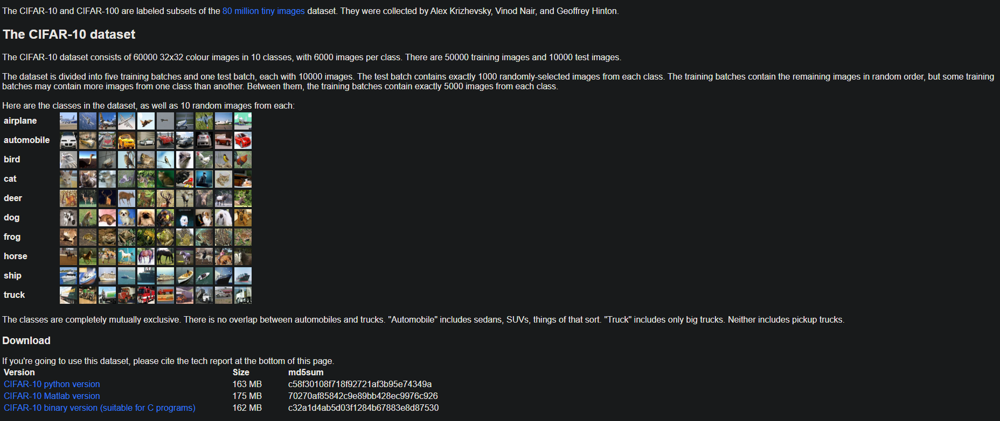 The CIFAR-10 and CIFAR-100 are labeled subsets of the 80 million tiny images dataset. They were collected by Alex Krizhevsky, Vinod Nair, and Geoffrey Hinton.
The CIFAR-10 dataset
The CIFAR-10 dataset consists of 60000 32x32 colour images in 10 classes, with 6000 images per class. There are 50000 training images and 10000 test images.
The dataset is divided into five training batches and one test batch, each with 10000 images. The test batch contains exactly 1000 randomly-selected images from each class. The training batches contain the remaining images in random order, but some training
batches may contain more images from one class than another. Between them, the training batches contain exactly 5000 images from each class.
Here are the classes in the dataset, as well as 10 random images from each:
airplane
automobile
bird
cat
deer
dog
frog
horse
ship
truck
The classes are completely mutually exclusive. There is no overlap between automobiles and trucks. "Automobile" includes sedans, SUVs, things of that sort. "Truck" includes only big trucks. Neither includes pickup trucks.
Download
If you're going to use this dataset, please cite the tech report at the bottom of this page.
Version Size md5sum
CIFAR-10 python version 163 MB c58f30108f718f92721af3b95e74349a
CIFAR-10 Matlab version 175 MB 70270af85842c9e89bb428ec9976c926
CIFAR-10 binary version (suitable for C programs) 162 MB c32a1d4ab5d03f1284b67883e8d87530